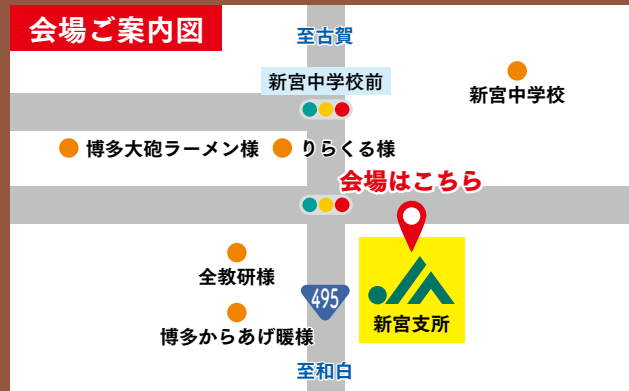 会場ご案内図
至古賀
新宮中学校前
新宮中学校
博多大砲ラーメン様
りらくる様
会場はこちら
全教研様
495
JA
新宮支所
博多からあげ暖様
至和白